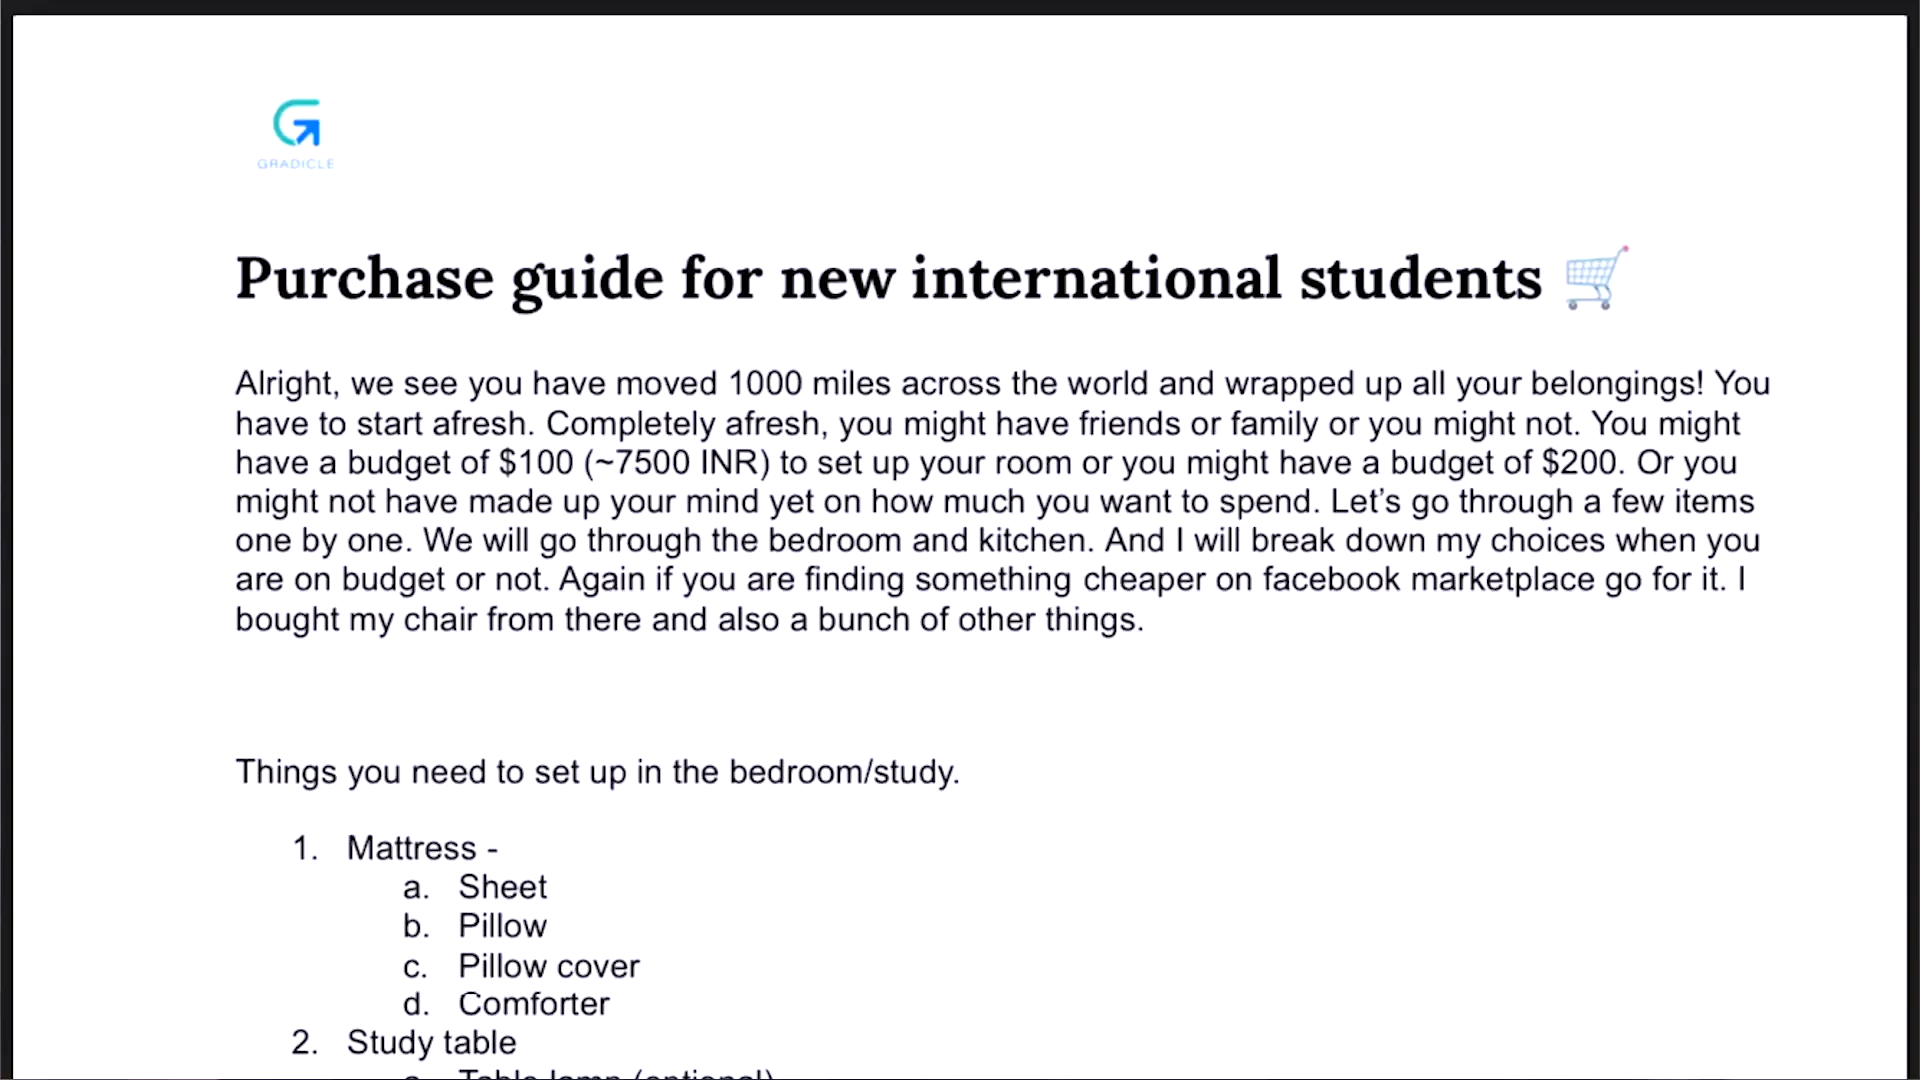 GRADICLE
Purchase guide for new international students
Alright, we see you have moved 1000 miles across the world and wrapped up all your belongings! You
have to start afresh. Completely afresh, you might have friends or family or you might not. You might
have a budget of $100 (~7500 INR) to set up your room or you might have a budget of $200. Or you
might not have made up your mind yet on how much you want to spend. Let’s go through a few items
one by one. We will go through the bedroom and kitchen. And I will break down my choices when you
are on budget or not. Again if you are finding something cheaper on facebook marketplace go for it. I
bought my chair from there and also a bunch of other things.
Things you need to set up in the bedroom/study.
1. Mattress -
a. Sheet
b. Pillow
c. Pillow cover
d. Comforter
2. Study table
a. Table lamp (optional)